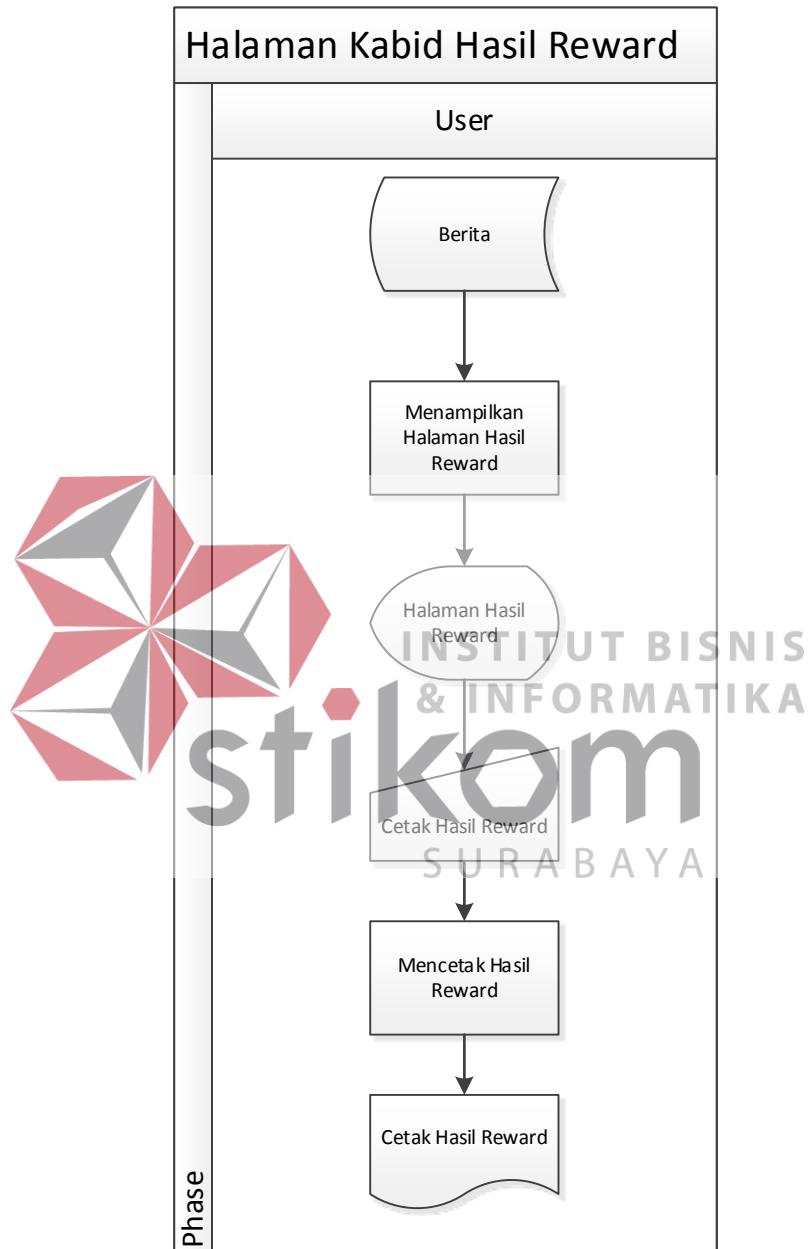 Halaman Kabid Hasil Reward
User
Berita
Menampilkan
Halaman Hasil
Reward
Halaman Hasil
Reward
INSTITUT BISNIS
& INFORMATIKA
stikom
Cetak Hasil Reward
SURABAYA
Mencetak Hasil
Reward
Cetak Hasil Reward
Phase